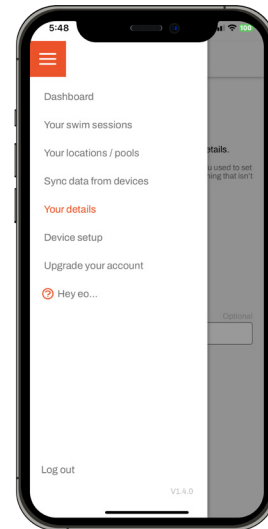 5:48
100
Dashboard
Your swim sessions
Your locations / pools
Sync data from devices
Your details
Device setup
Upgrade your account
Hey eo...
Log out
V1.4.0
etails.
u used to set
ning that isn't
Optional